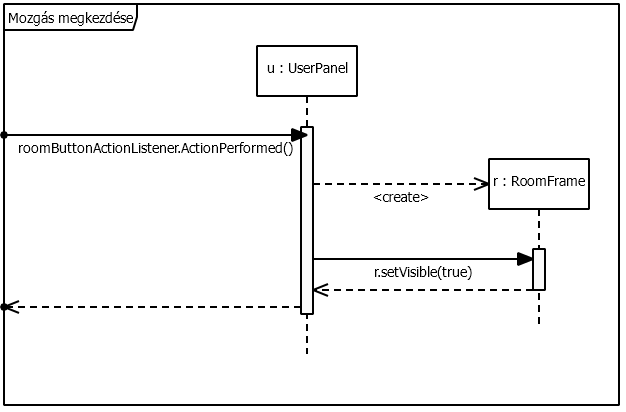 Mozgás megkezdése
u : UserPanel
roomButtonActionListener.ActionPerformed()
r : RoomFrame
<create>
r.setVisible(true)